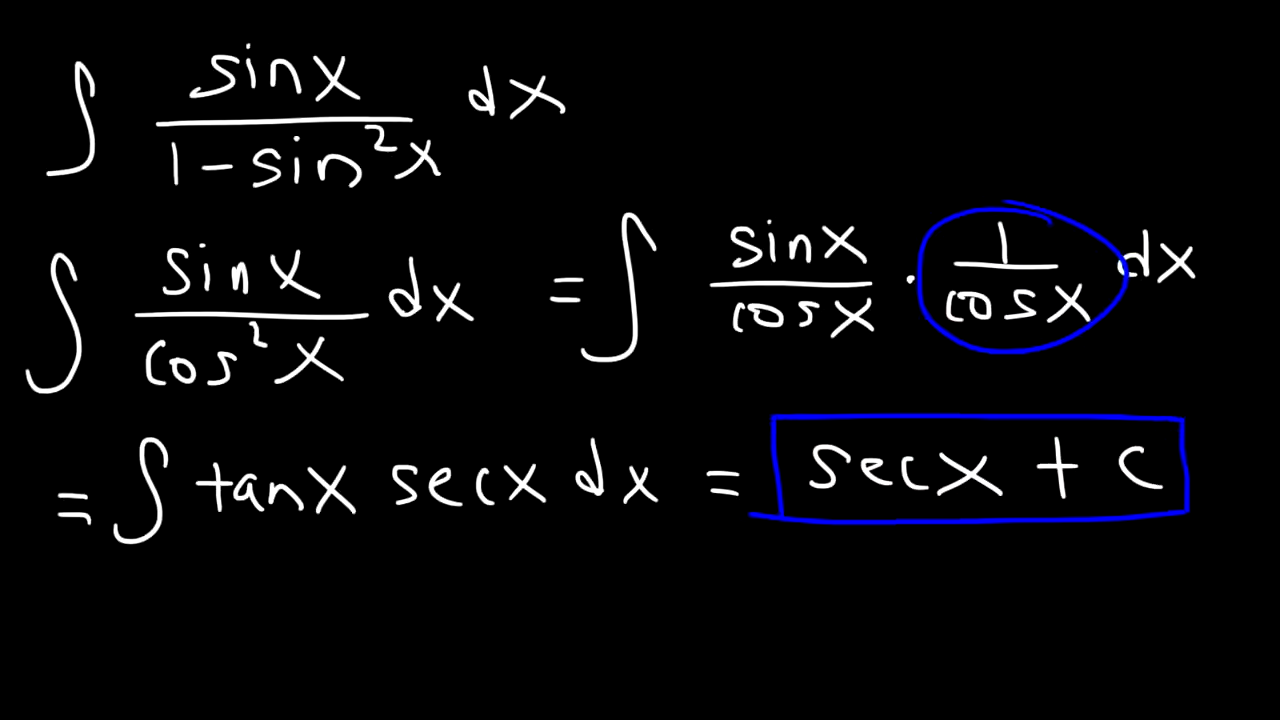 ∫ sinx / 1-sin²x dx
∫ sinx / cos²x dx = ∫ sinx / cosx · 1 / cosx dx
= ∫ tanx secx dx = secx + c